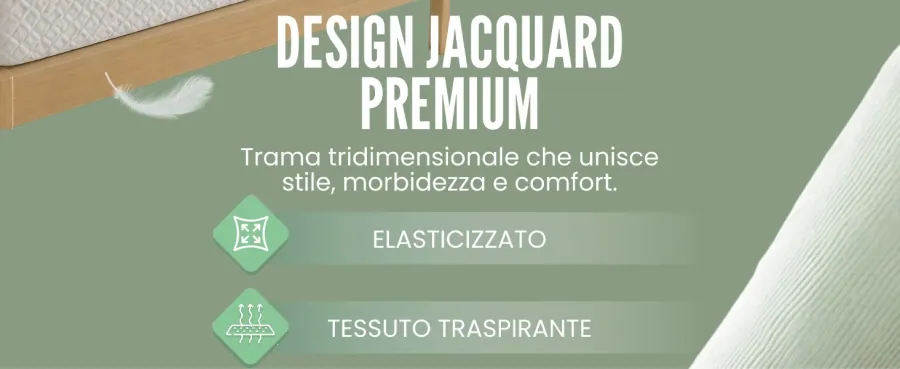 DESIGN JACQUARD
PREMIUM
Trama tridimensionale che unisce
stile, morbidezza e comfort.
ELASTICIZZATO
TESSUTO TRASPIRANTE